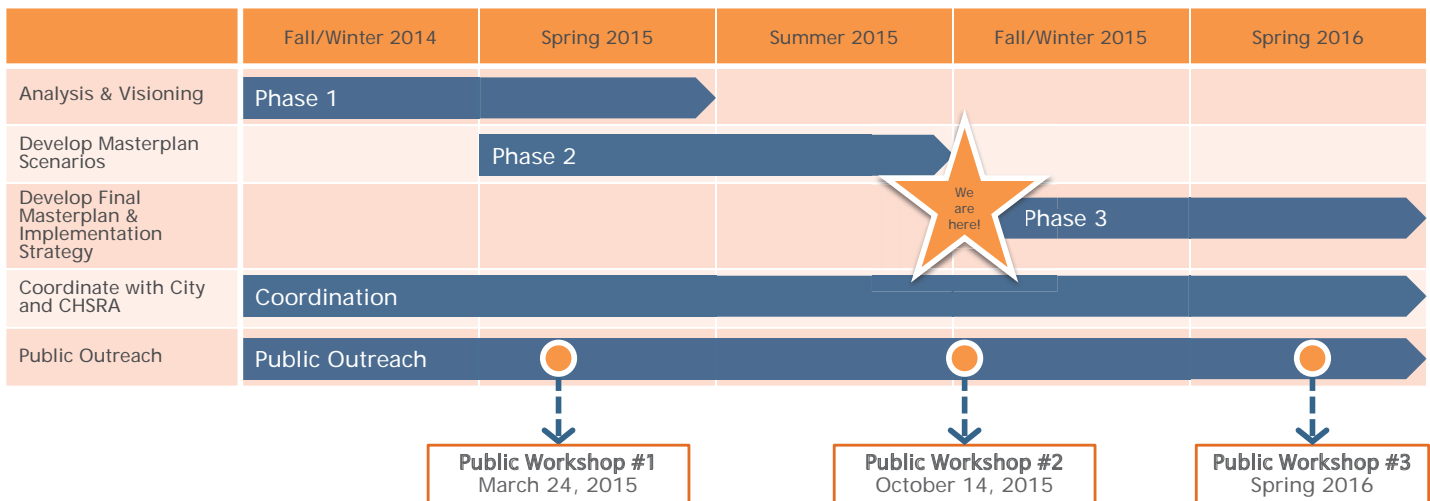 Fall/Winter 2014
Spring 2015
Summer 2015
Fall/Winter 2015
Spring 2016
Analysis & Visioning
Phase 1
Develop Masterplan
Scenarios
Phase 2
Develop Final
Masterplan &
Implementation
Strategy
We
are
here!
Phase 3
Coordinate with City
and CHSRA
Coordination
Public Outreach
Public Outreach
Public Workshop #1
March 24, 2015
Public Workshop #2
October 14, 2015
Public Workshop #3
Spring 2016